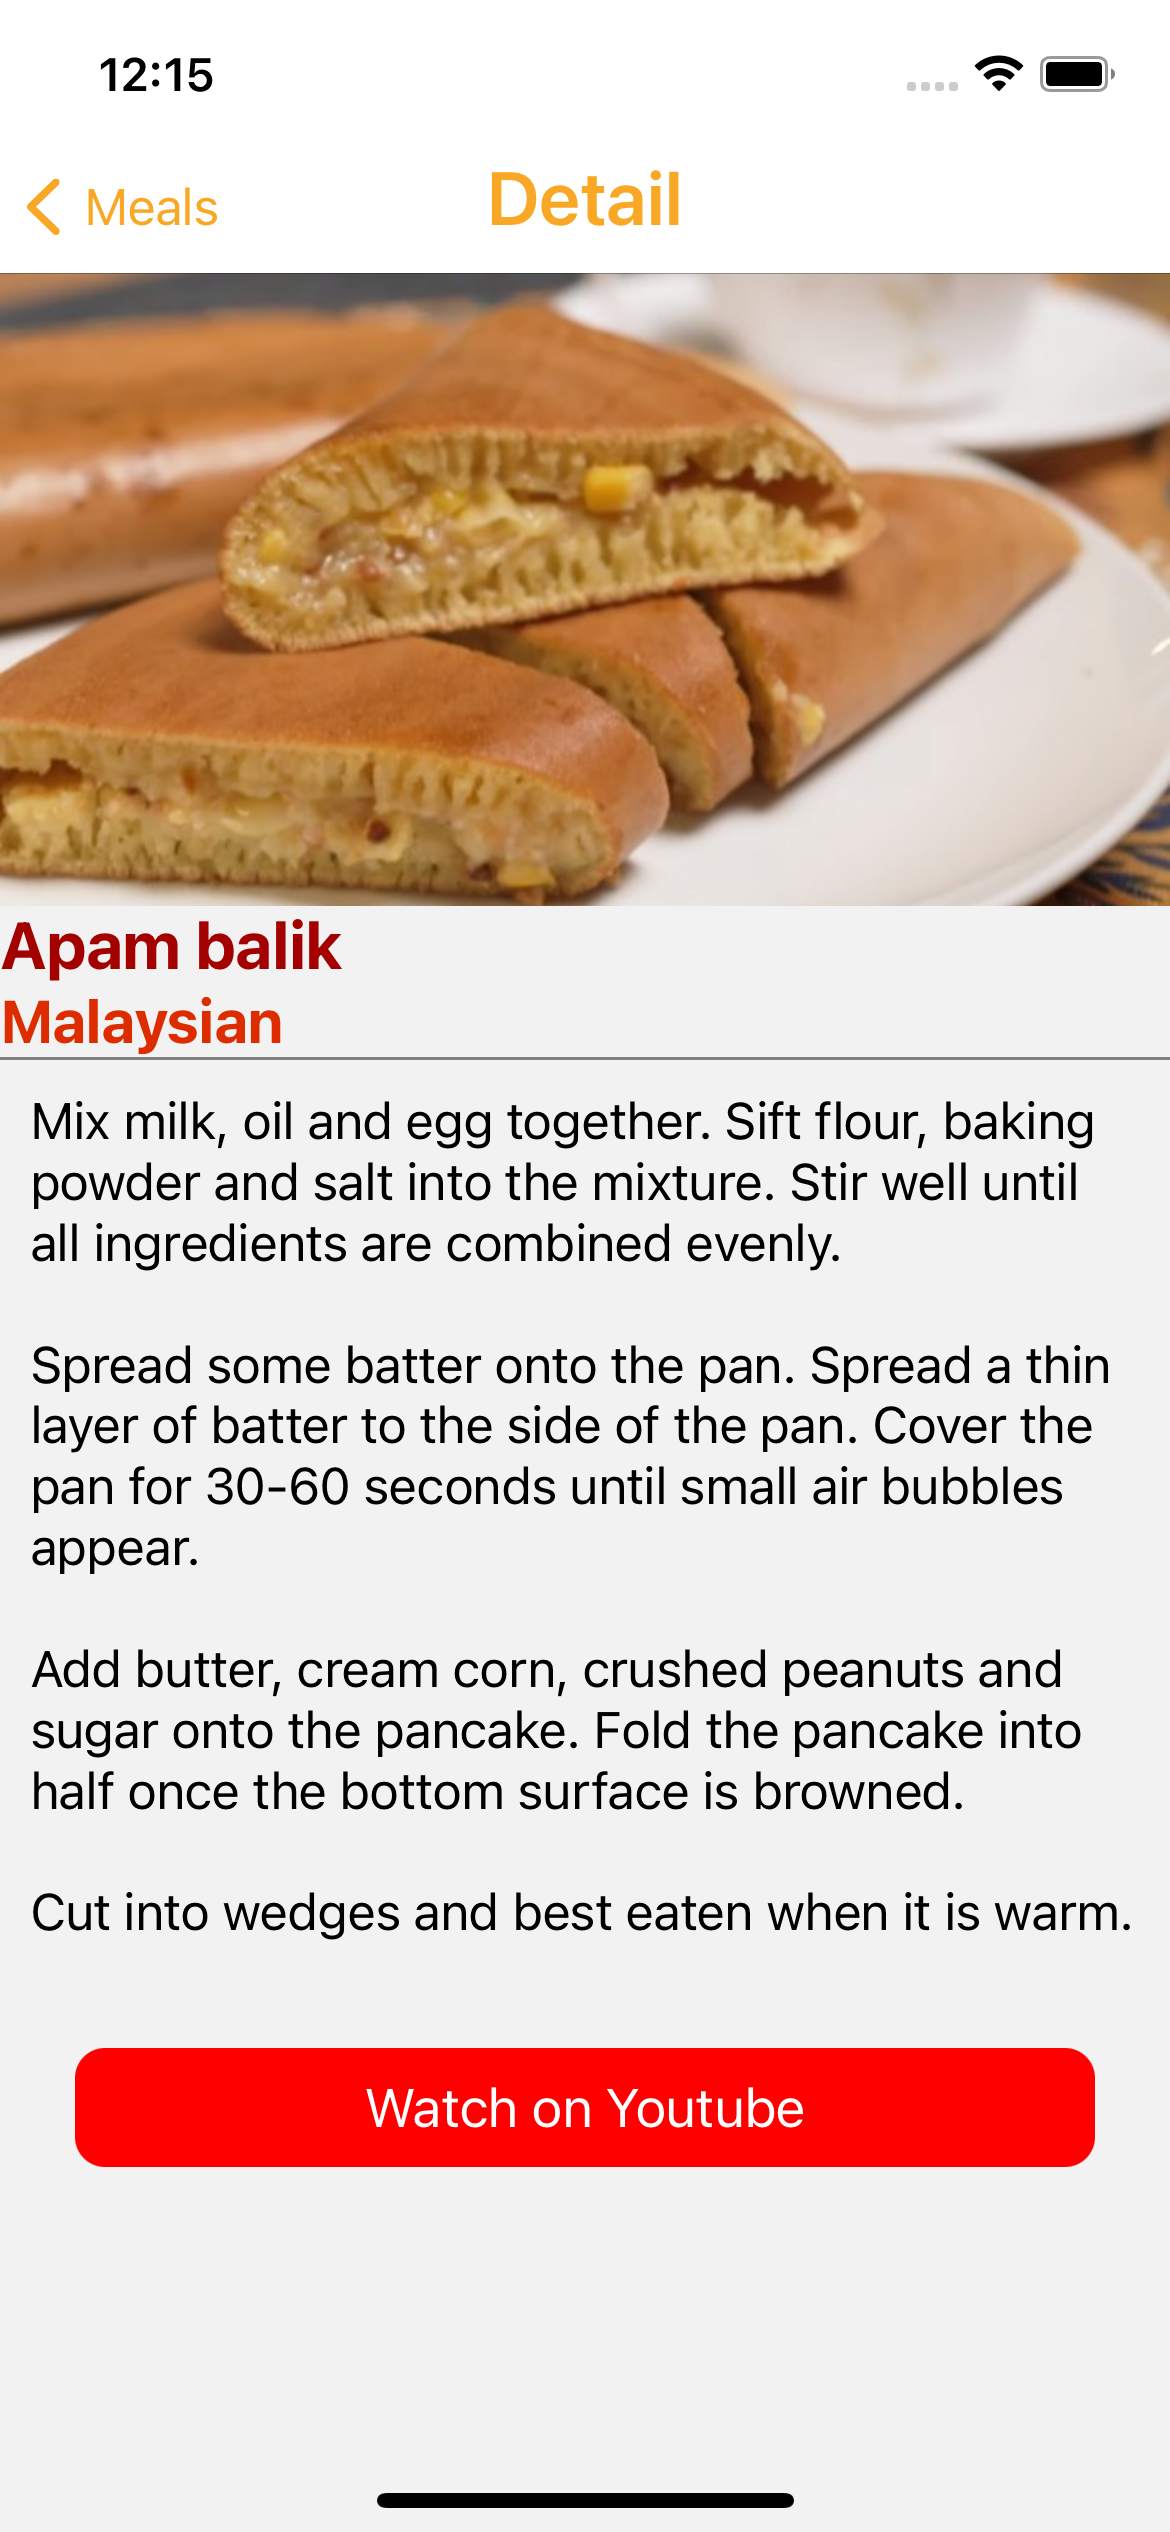 12:15
Meals
Detail
Apam balik
Malaysian
Mix milk, oil and egg together. Sift flour, baking
powder and salt into the mixture. Stir well until
all ingredients are combined evenly.
Spread some batter onto the pan. Spread a thin
layer of batter to the side of the pan. Cover the
pan for 30-60 seconds until small air bubbles
appear.
Add butter, cream corn, crushed peanuts and
sugar onto the pancake. Fold the pancake into
half once the bottom surface is browned.
Cut into wedges and best eaten when it is warm.
Watch on Youtube